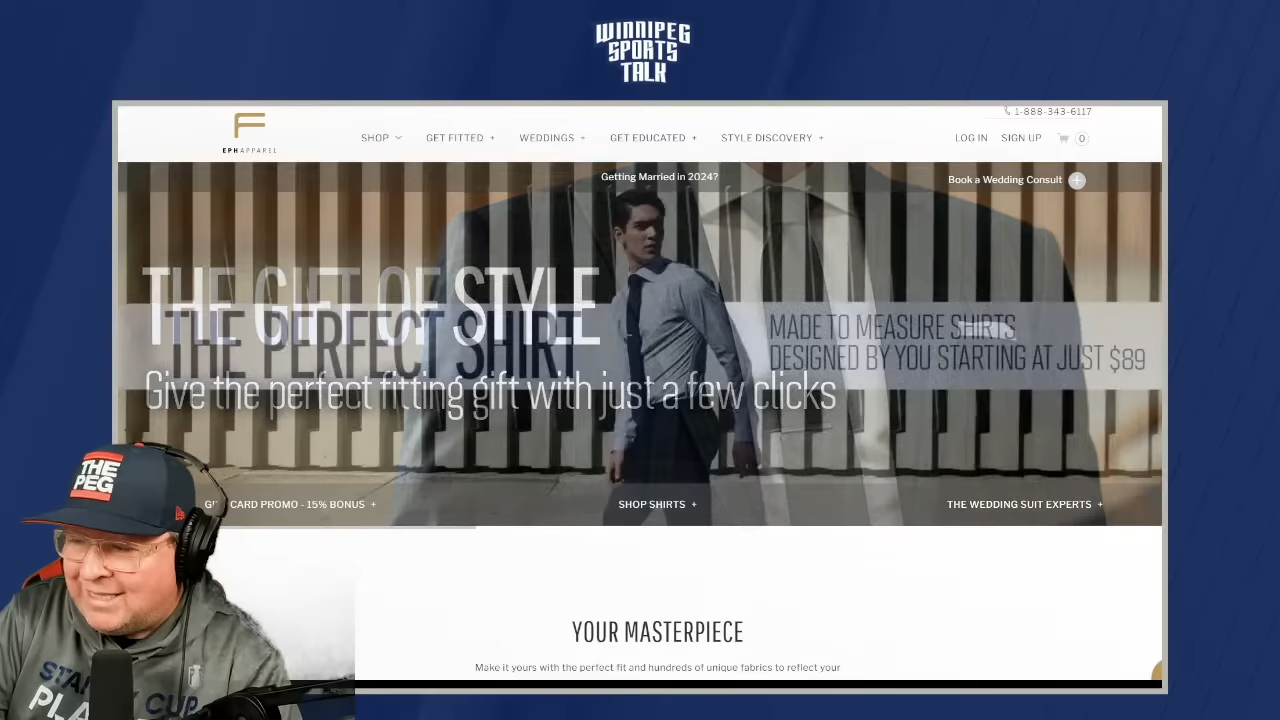 WINNIPEG
SPORTS
TALK
1-888-343-6117
EPHAPPAREL
SHOP
GET FITTED +
WEDDINGS +
GET EDUCATED +
STYLE DISCOVERY +
LOG IN
SIGN UP
0
Getting Married in 2024?
Book a Wedding Consult +
THE GIFT OF STYLE
THE PERFECT SHIRT
MADE TO MEASURE SHIRTS
DESIGNED BY YOU STARTING AT JUST $89
Give the perfect fitting gift with just a few clicks
CARD PROMO - 15% BONUS +
SHOP SHIRTS +
THE WEDDING SUIT EXPERTS +
THE
PEG
YOUR MASTERPIECE
Make it yours with the perfect fit and hundreds of unique fabrics to reflect your
CUP